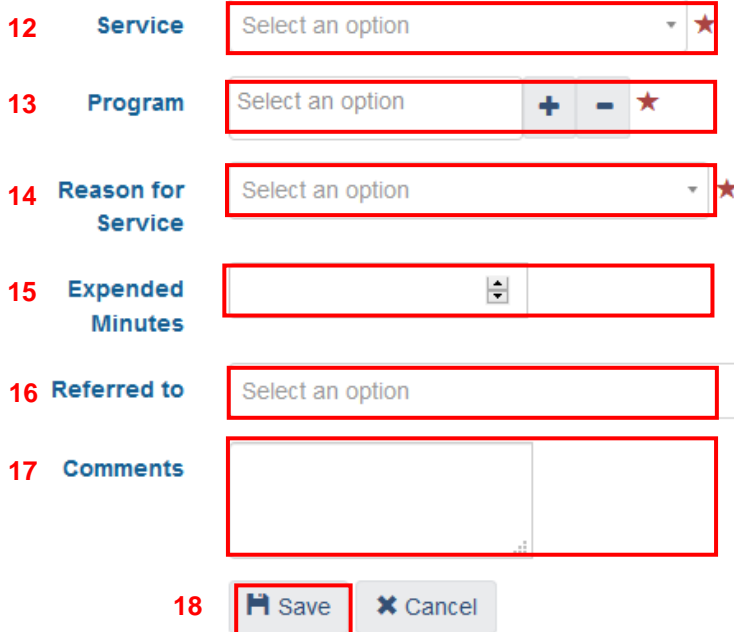 12 Service Select an option
13 Program Select an option + -
14 Reason for Select an option
Service
15 Expended
Minutes
16 Referred to Select an option
17 Comments
18 Save Cancel